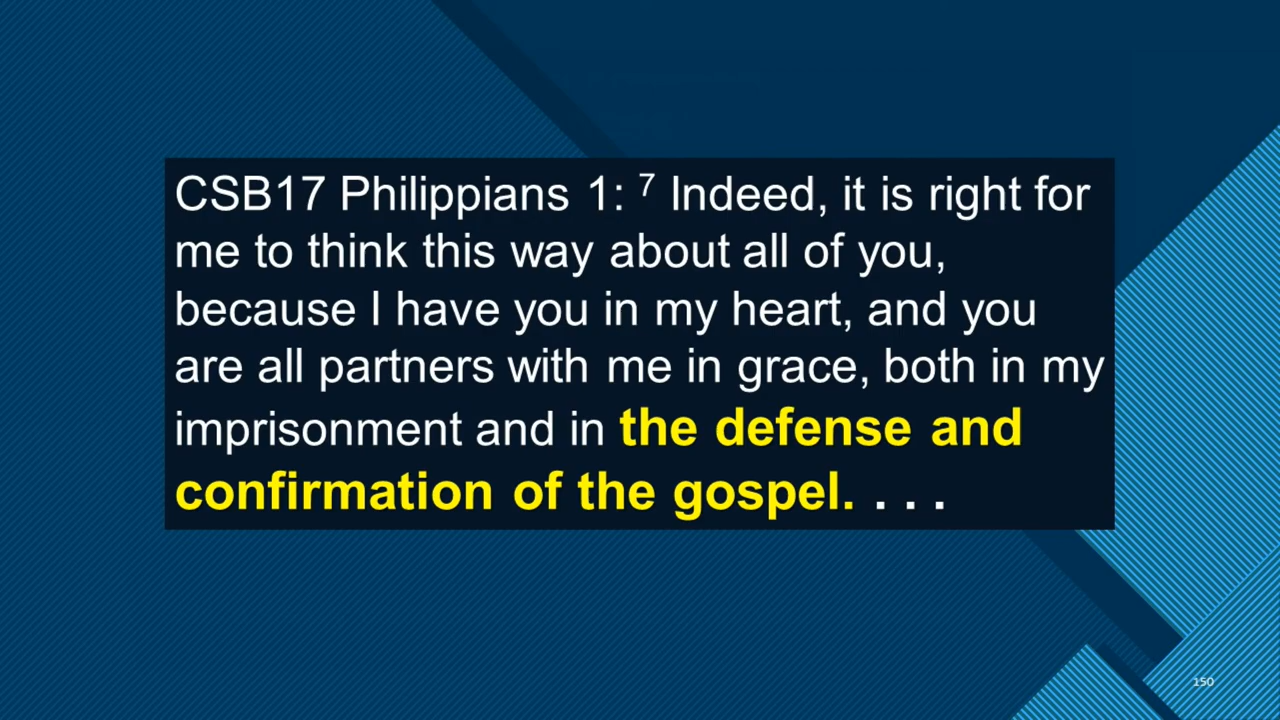 CSB17 Philippians 1: ⁷ Indeed, it is right for
me to think this way about all of you,
because I have you in my heart, and you
are all partners with me in grace, both in my
imprisonment and in the defense and
confirmation of the gospel. . . .
150